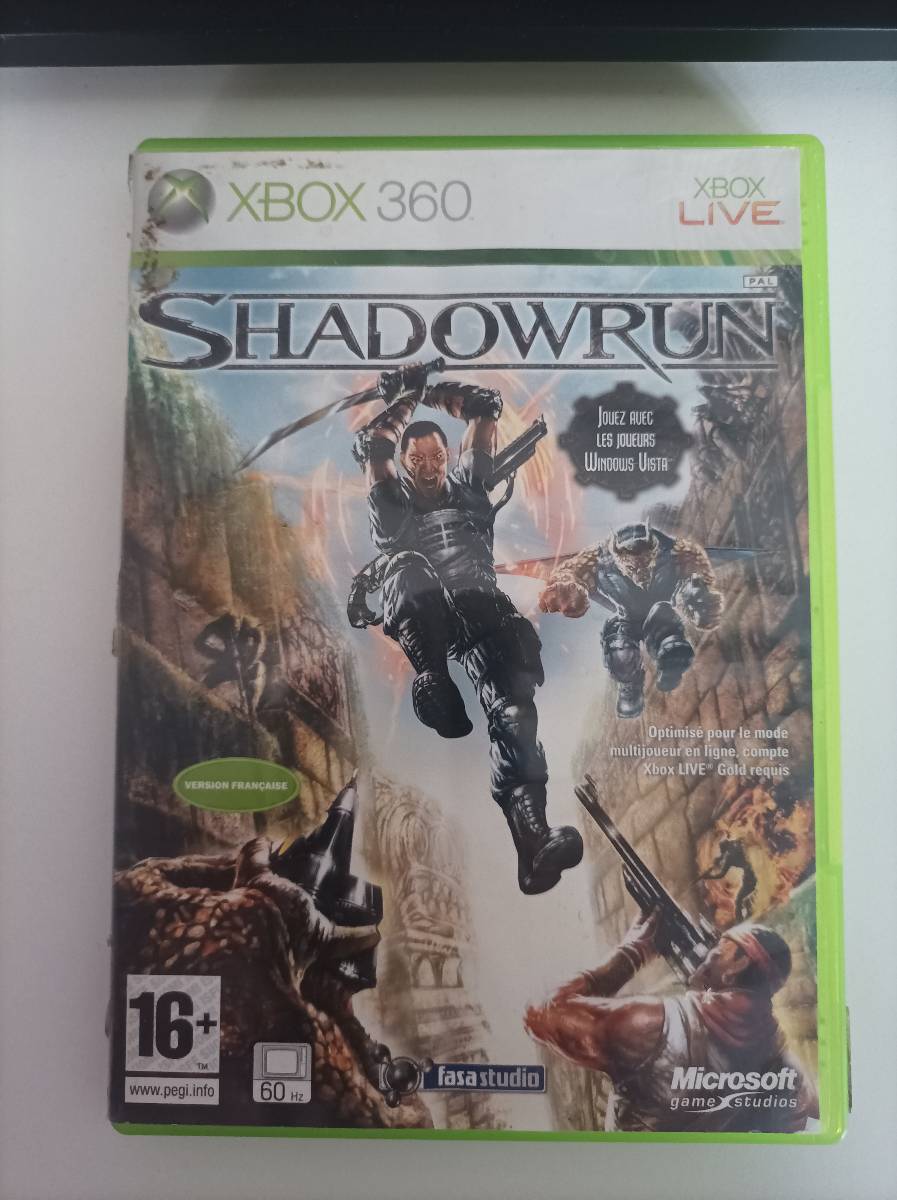 XBOX 360
XBOX
LIVE
PAL
SHADOWRUN
JOUEZ AVEC
LES JOUEURS
WINDOWS VISTA
Optimisé pour le mode
multijoueur en ligne, compte
Xbox LIVE® Gold requis
VERSION FRANÇAISE
16+
TM
www.pegi.info
60 Hz
fasastudio
Microsoft
game studios